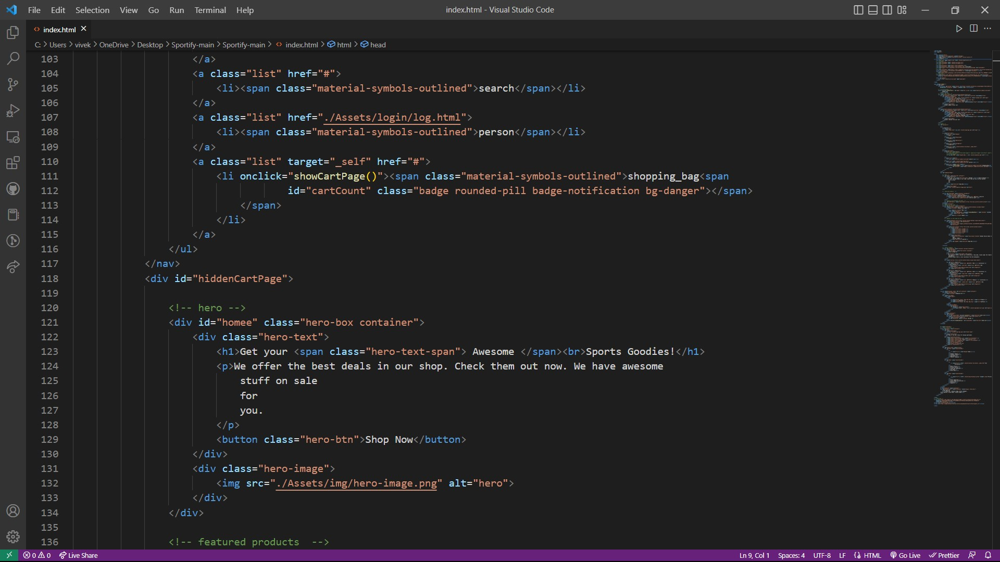 File Edit Selection View Go Run Terminal Help
index.html - Visual Studio Code
index.html
C: > Users > vivek > OneDrive > Desktop > Sportify-main > Sportify-main > index.html > html > head
103 </a>
104 <a class="list" href="#">
105 <li><span class="material-symbols-outlined">search</span></li>
106 </a>
107 <a class="list" href="./Assets/login/log.html">
108 <li><span class="material-symbols-outlined">person</span></li>
109 </a>
110 <a class="list" target="_self" href="#">
111 <li onclick="showCartPage()"><span class="material-symbols-outlined">shopping_bag<span
112 id="cartCount" class="badge rounded-pill badge-notification bg-danger"></span>
113 </span>
114 </li>
115 </a>
116 </ul>
117 </nav>
118 <div id="hiddenCartPage">
119
120 <!-- hero -->
121 <div id="homee" class="hero-box container">
122 <div class="hero-text">
123 <h1>Get your <span class="hero-text-span"> Awesome </span><br>Sports Goodies!</h1>
124 <p>We offer the best deals in our shop. Check them out now. We have awesome
125 stuff on sale
126 for
127 you.
128 </p>
129 <button class="hero-btn">Shop Now</button>
130 </div>
131 <div class="hero-image">
132 <img src="./Assets/img/hero-image.png" alt="hero">
133 </div>
134 </div>
135
136 <!-- featured products  -->
0 0 Live Share Ln 9, Col 1 Spaces: 4 UTF-8 LF HTML Go Live Prettier